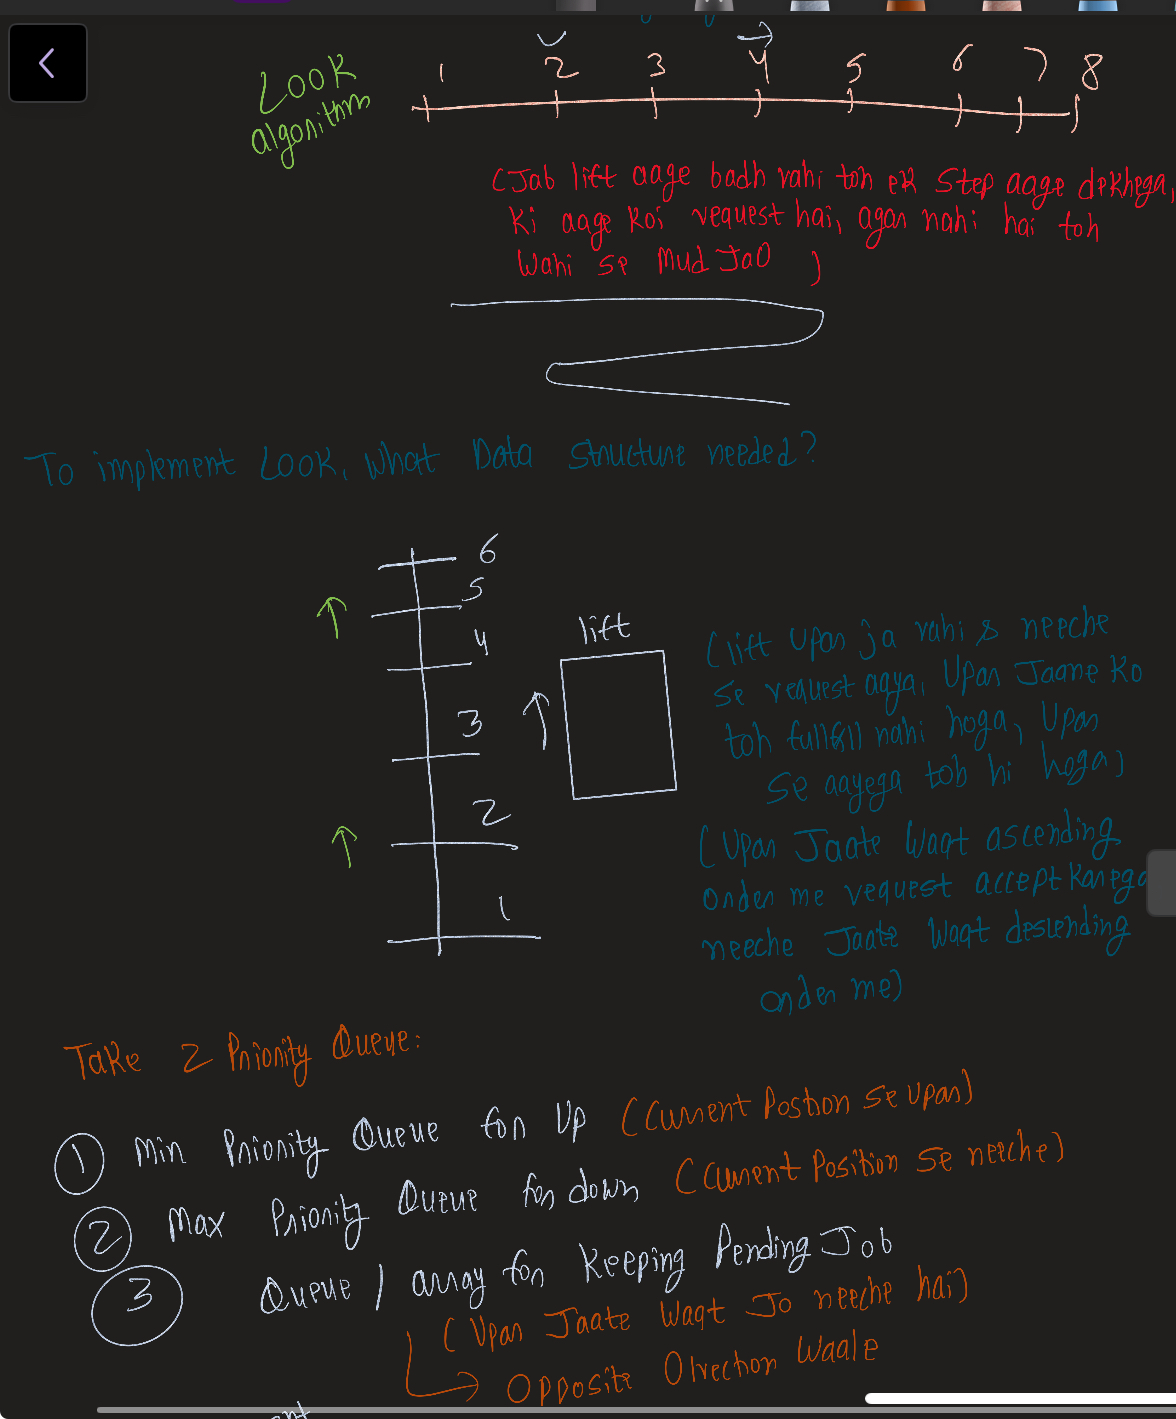 LOOK
algorithm
1 2 3 4 5 6 7 8
(Jab lift aage badh rahi toh ek step aage dekhega,
ki aage koi request hai, agar nahi hai toh
wahi se mud jao )
To implement LOOK, what Data Structure needed?
6
5
4
3
2
1
lift
(lift upar ja rahi & neeche
se request aaya, upar jaane ko
toh fullfill nahi hoga, upar
se aayega tob hi hoga)
(upar jaate waqt ascending
order me request accept karega
neeche jaate waqt descending
order me)
Take 2 Priority Queue:
1 Min Priority Queue for Up (Current Postion se upar)
2 Max Priority Queue for down (Current Position se neeche)
3 Queue / array for keeping Pending Job
(Upar Jaate waqt Jo neeche hai)
→ Opposite Direction waale